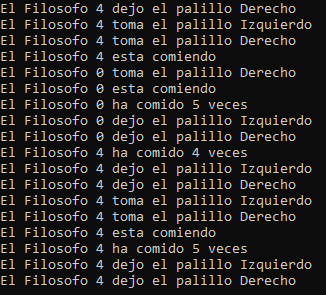 El Filosofo 4 dejo el palillo Derecho
El Filosofo 4 toma el palillo Izquierdo
El Filosofo 4 toma el palillo Derecho
El Filosofo 4 esta comiendo
El Filosofo 0 toma el palillo Derecho
El Filosofo 0 esta comiendo
El Filosofo 0 ha comido 5 veces
El Filosofo 0 dejo el palillo Izquierdo
El Filosofo 0 dejo el palillo Derecho
El Filosofo 4 ha comido 4 veces
El Filosofo 4 dejo el palillo Izquierdo
El Filosofo 4 dejo el palillo Derecho
El Filosofo 4 toma el palillo Izquierdo
El Filosofo 4 toma el palillo Derecho
El Filosofo 4 esta comiendo
El Filosofo 4 ha comido 5 veces
El Filosofo 4 dejo el palillo Izquierdo
El Filosofo 4 dejo el palillo Derecho